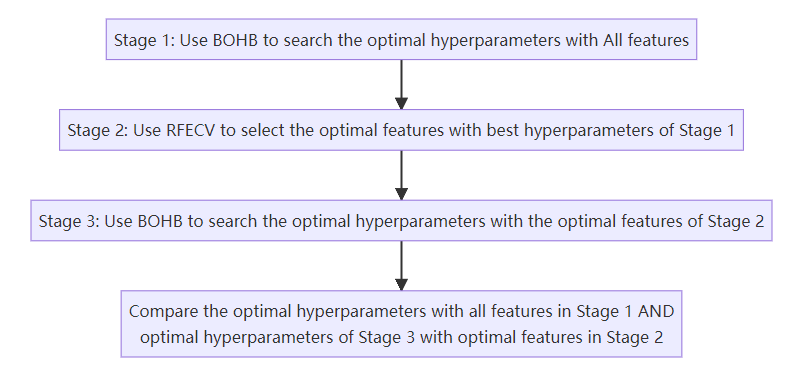 Stage 1: Use BOHB to search the optimal hyperparameters with All features
Stage 2: Use RFECV to select the optimal features with best hyperparameters of Stage 1
Stage 3: Use BOHB to search the optimal hyperparameters with the optimal features of Stage 2
Compare the optimal hyperparameters with all features in Stage 1 AND
optimal hyperparameters of Stage 3 with optimal features in Stage 2